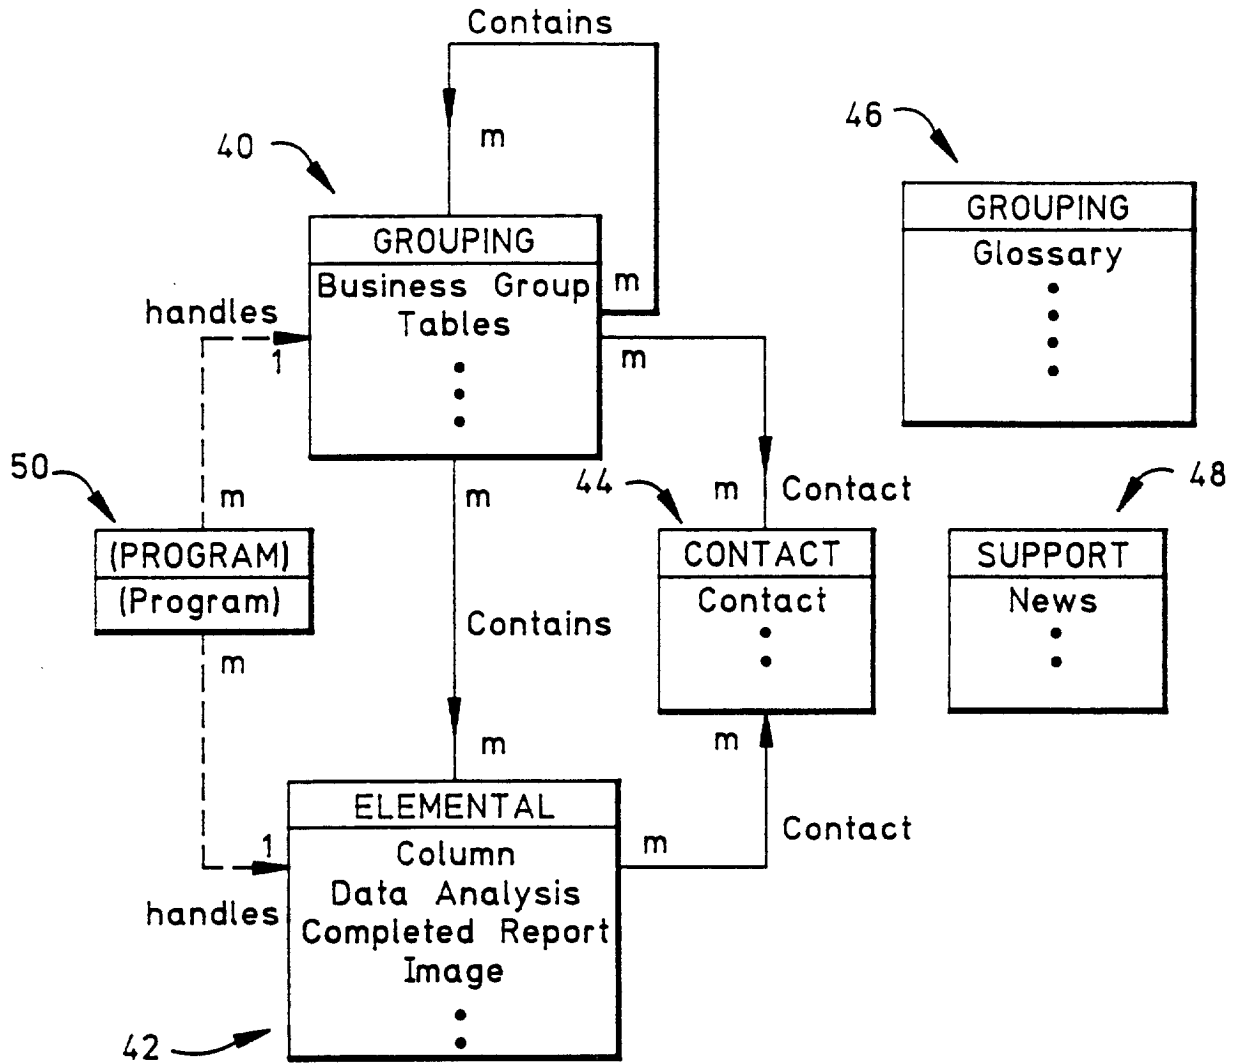 Contains
m
40
46
GROUPING
Business Group
Tables
m
GROUPING
Glossary
handles
1
m
50
m
m
44
m
Contact
48
(PROGRAM)
(Program)
CONTACT
Contact
SUPPORT
News
Contains
m
m
m
ELEMENTAL
Column
Data Analysis
Completed Report
Image
1
m
Contact
handles
42